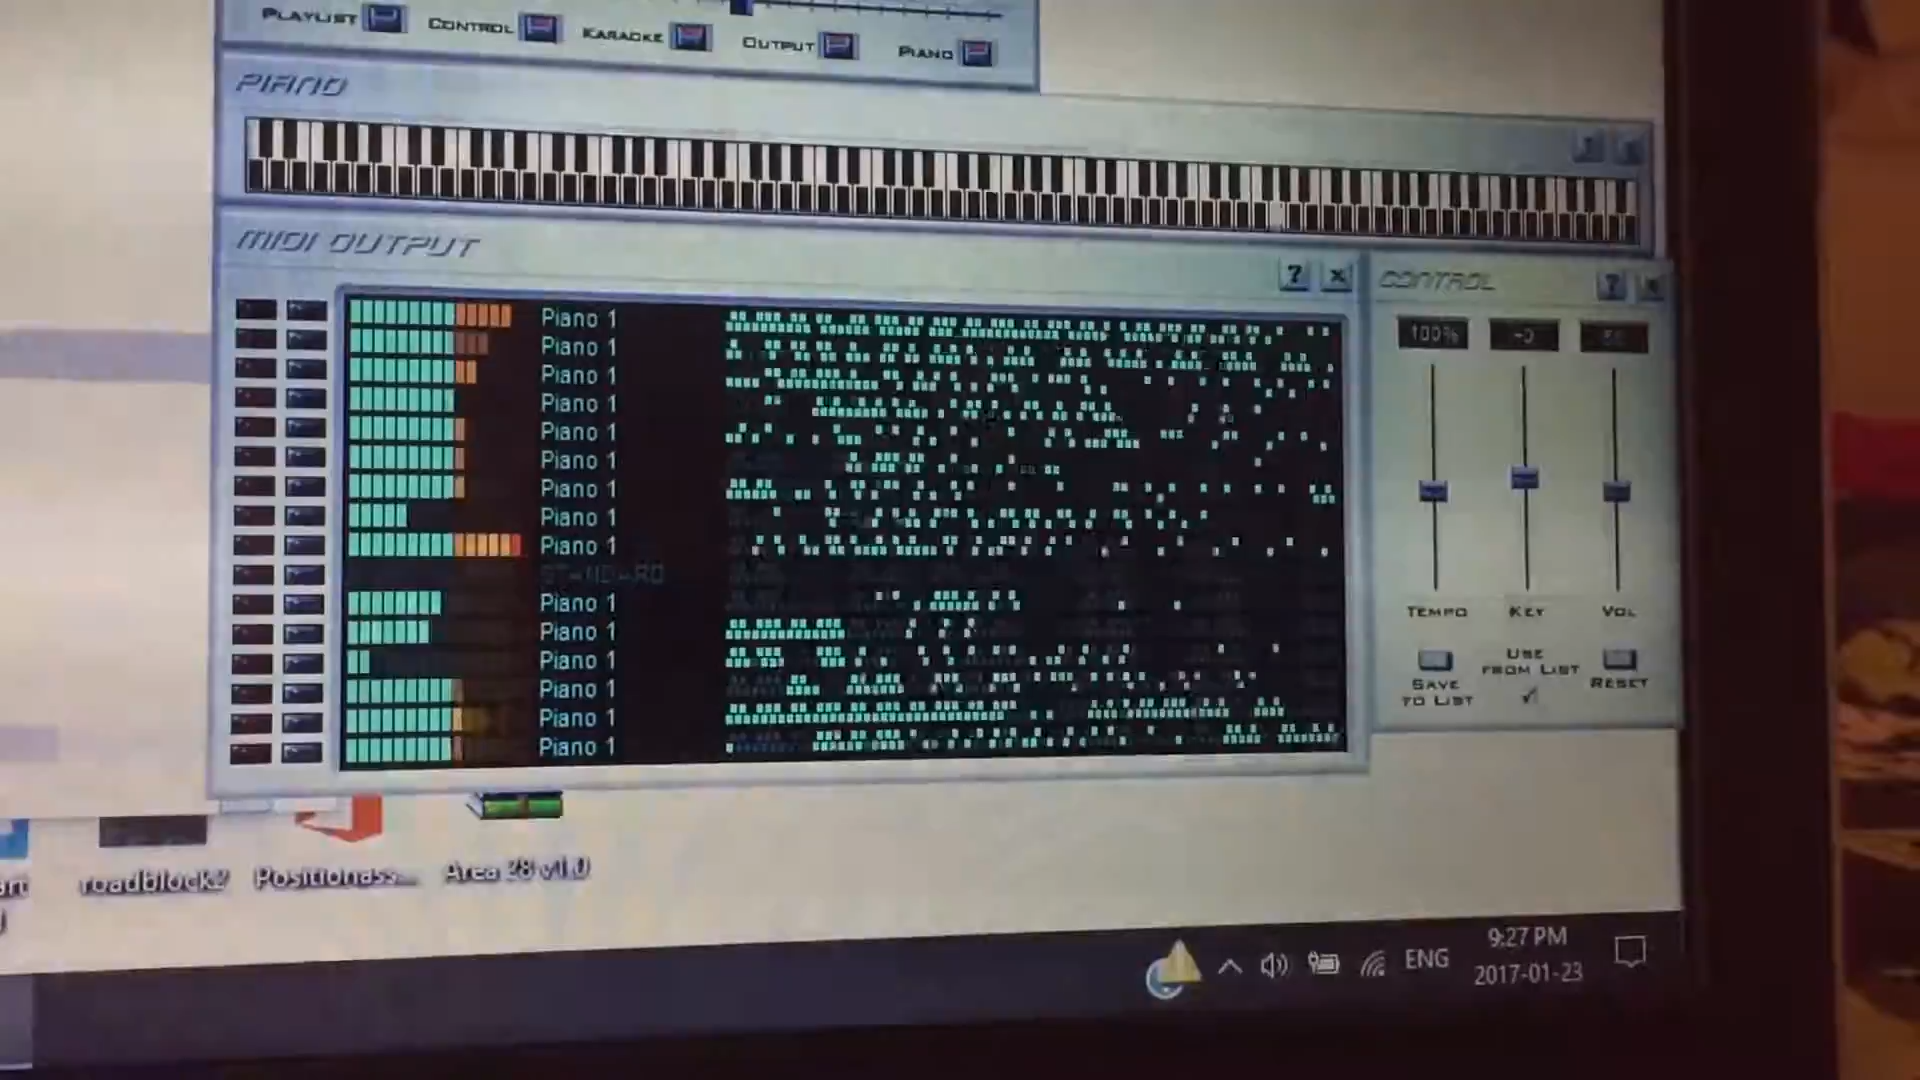 PLAYLIST
CONTROL
KARAOKE
OUTPUT
PIANO
PIANO
MIDI OUTPUT
? ×
CONTROL
?
100%
Piano 1
Piano 1
Piano 1
Piano 1
Piano 1
Piano 1
Piano 1
Piano 1
Piano 1
STANDARD
Piano 1
Piano 1
Piano 1
Piano 1
Piano 1
Piano 1
TEMPO
KEY
VOL
SAVE
TO LIST
USE
FROM LIST
RESET
roadblock2
Positionass...
Area 28 v1.0
ENG
9:27 PM
2017-01-23